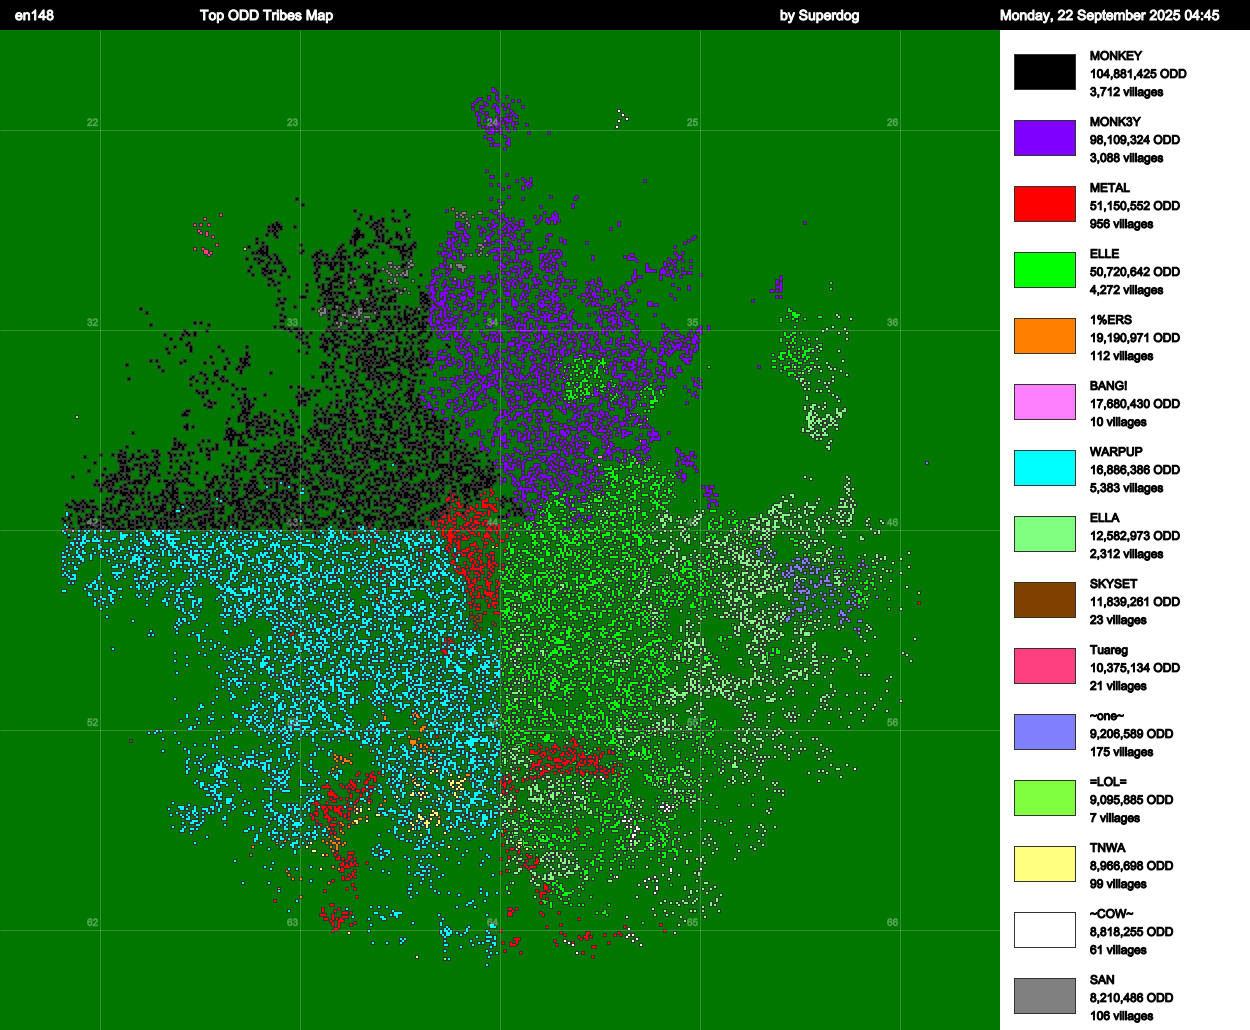 en148 Top ODD Tribes Map by Superdog Monday, 22 September 2025 04:45
MONKEY
104,881,425 ODD
3,712 villages
MONK3Y
98,109,324 ODD
3,088 villages
METAL
51,150,552 ODD
956 villages
ELLE
50,720,642 ODD
4,272 villages
1%ERS
19,190,971 ODD
112 villages
BANG!
17,680,430 ODD
10 villages
WARPUP
16,886,386 ODD
5,383 villages
ELLA
12,582,973 ODD
2,312 villages
SKYSET
11,839,261 ODD
23 villages
Tuareg
10,375,134 ODD
21 villages
~one~
9,206,589 ODD
175 villages
=LOL=
9,095,885 ODD
7 villages
TNWA
8,966,698 ODD
99 villages
~COW~
8,818,255 ODD
61 villages
SAN
8,210,486 ODD
106 villages
22 23 24 25 26
32 33 34 35 36
42 43 44 45 46
52 55 56
62 63 64 65 66